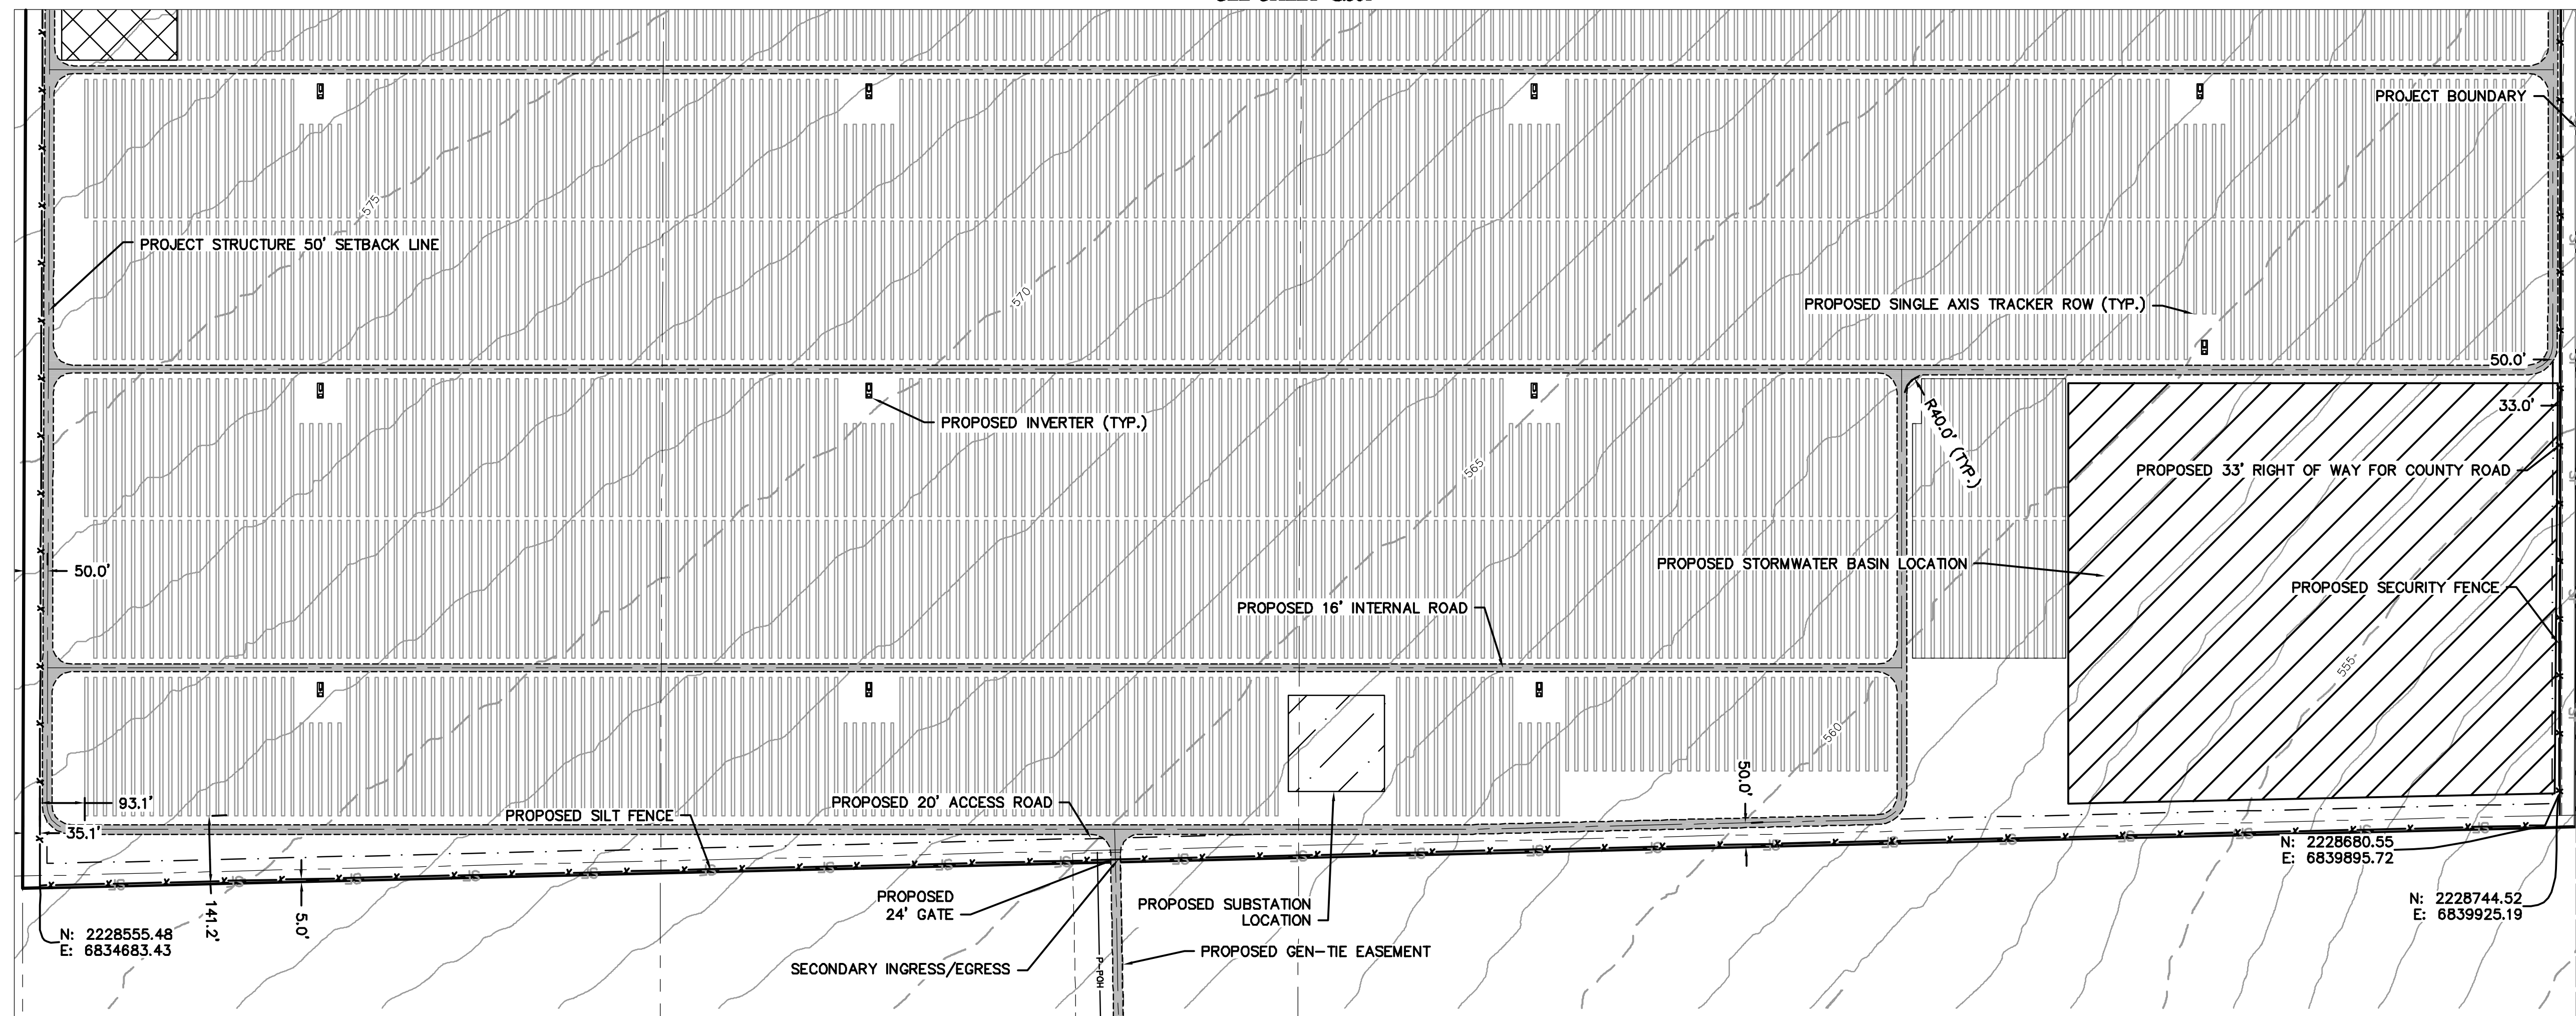 PROJECT BOUNDARY
575
PROJECT STRUCTURE 50' SETBACK LINE
570
PROPOSED SINGLE AXIS TRACKER ROW (TYP.)
50.0'
33.0'
R40.0' (TYP.)
PROPOSED INVERTER (TYP.)
565
PROPOSED 33' RIGHT OF WAY FOR COUNTY ROAD
50.0'
PROPOSED STORMWATER BASIN LOCATION
PROPOSED SECURITY FENCE
PROPOSED 16' INTERNAL ROAD
555
560
50.0'
93.1'
PROPOSED 20' ACCESS ROAD
PROPOSED SILT FENCE
35.1'
N: 2228680.55
E: 6839895.72
PROPOSED
24' GATE
PROPOSED SUBSTATION
LOCATION
N: 2228744.52
E: 6839925.19
141.2'
5.0'
N: 2228555.48
E: 6834683.43
PROPOSED GEN-TIE EASEMENT
SECONDARY INGRESS/EGRESS
P-POH